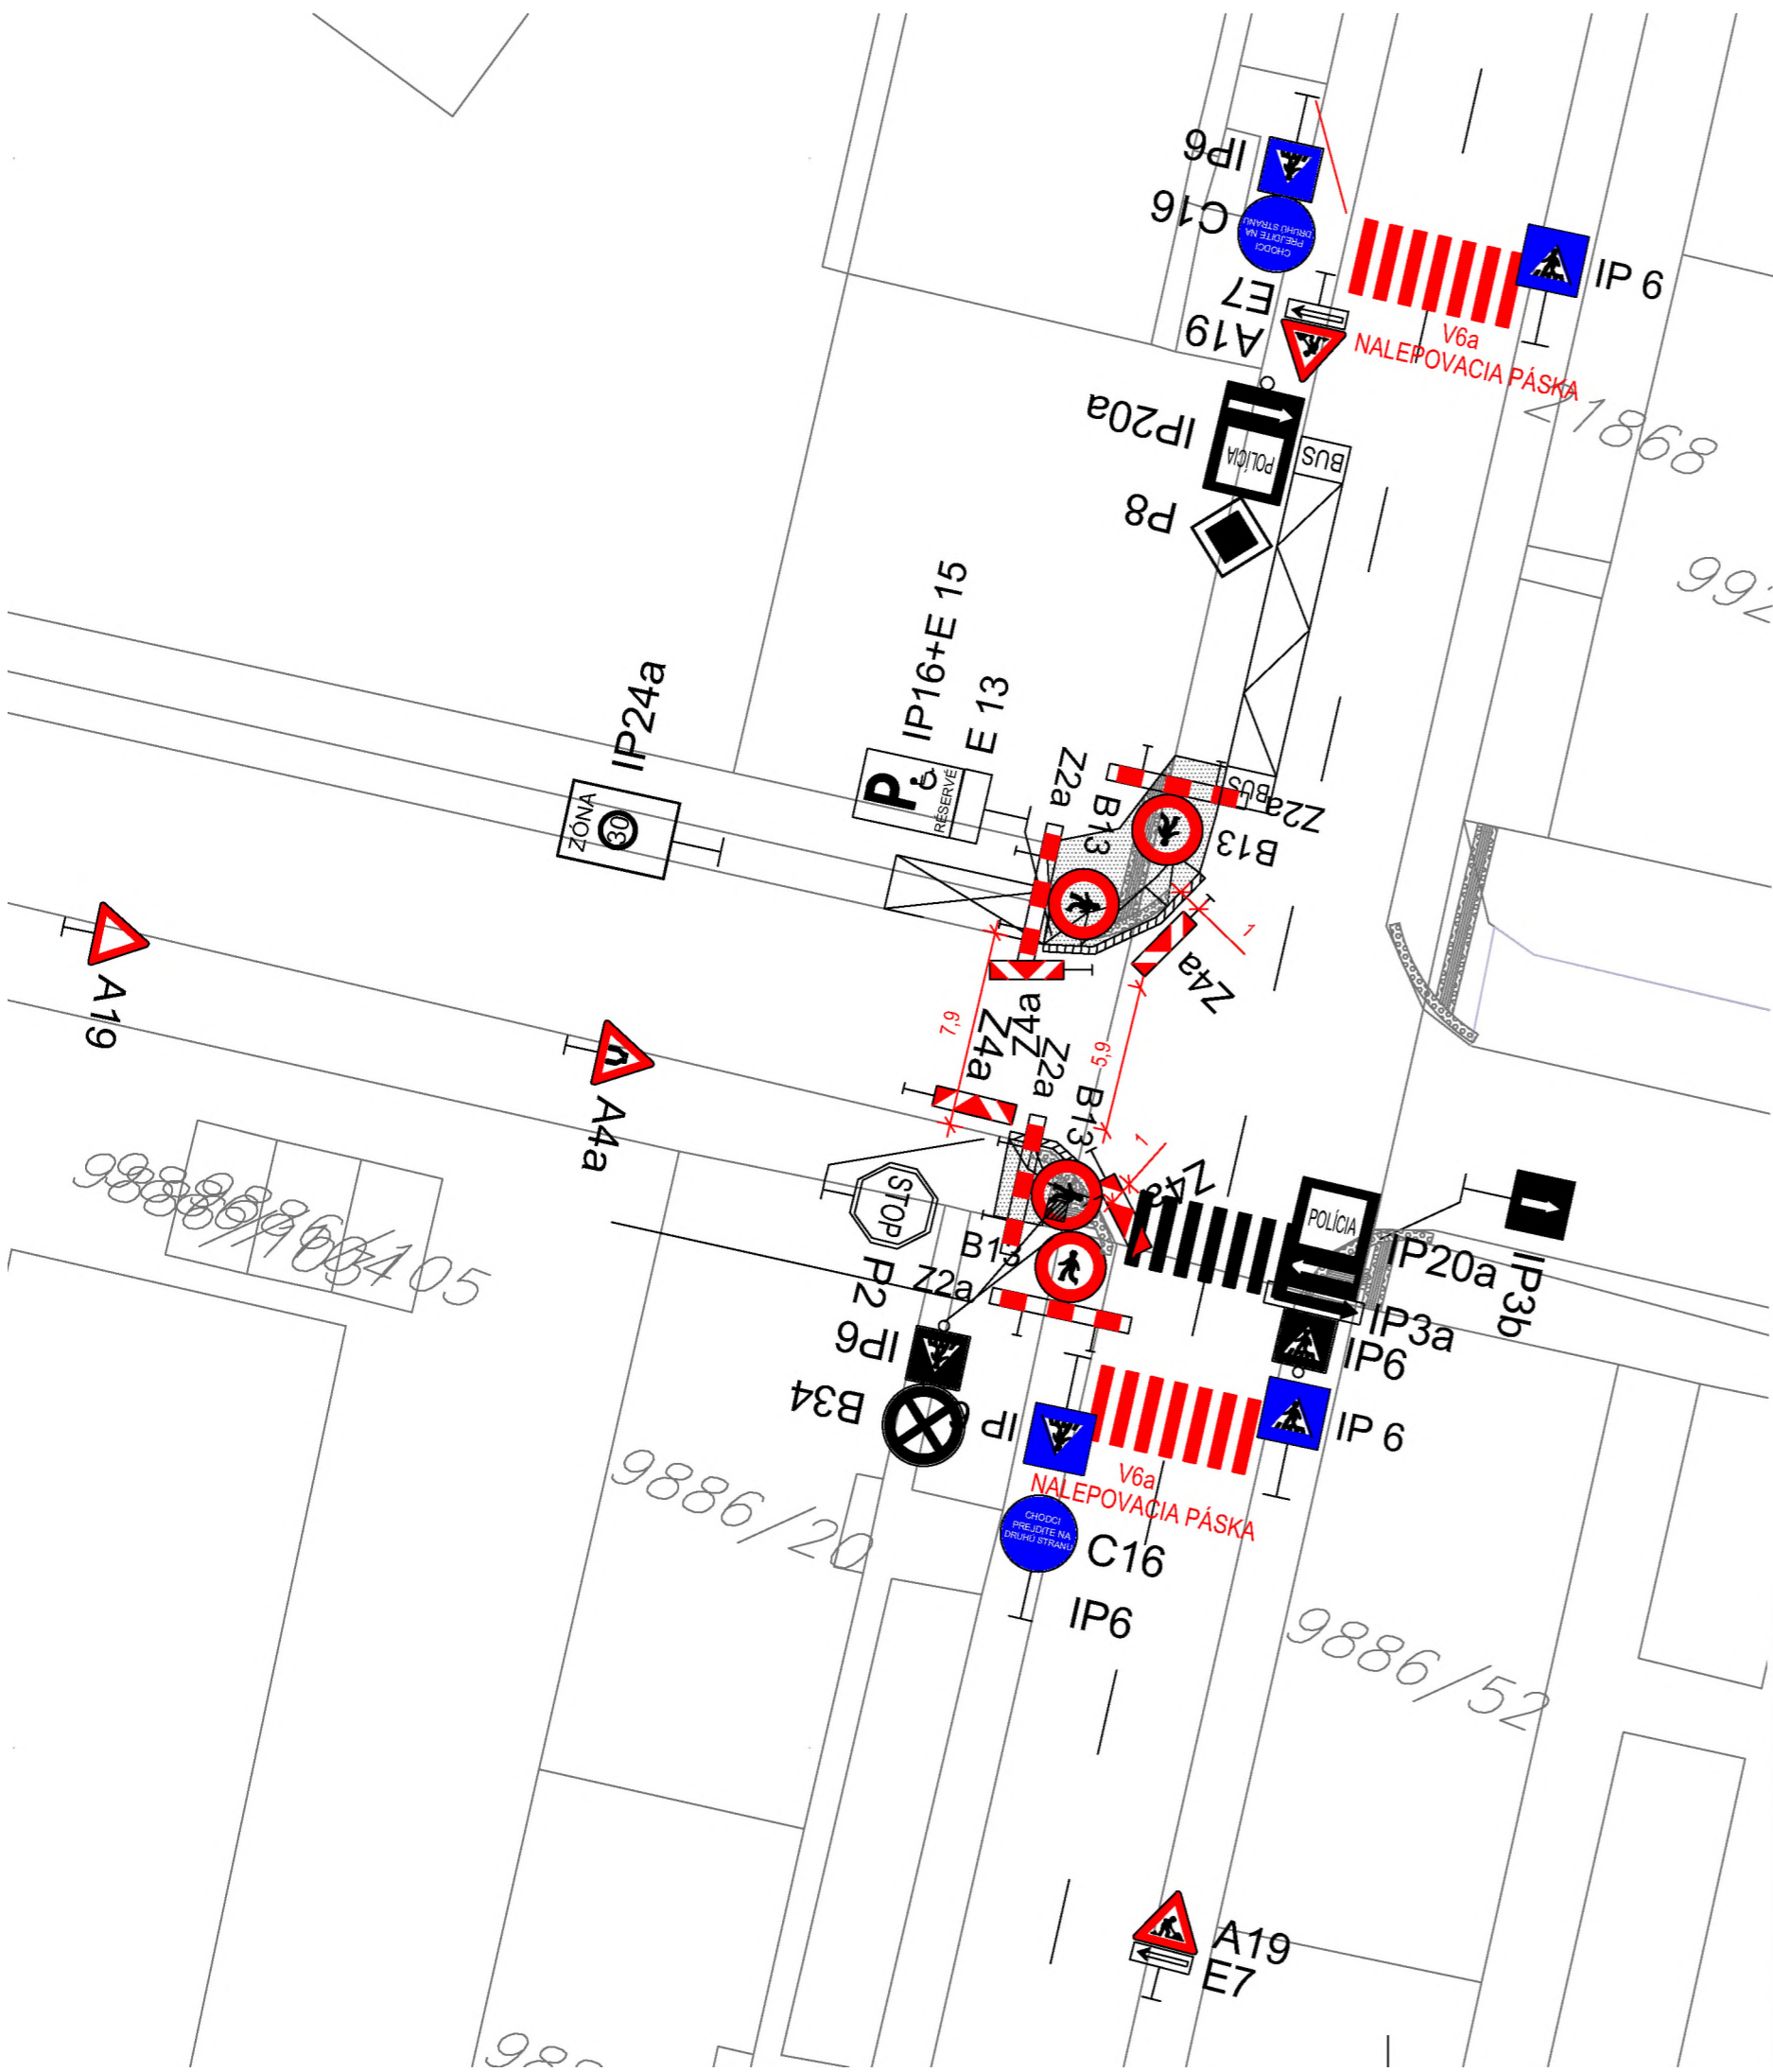 IP6
C16
CHODCI
PREJDITE NA
DRUHÚ STRANU
E7
A19
IP 6
V6a
NALEPOVACIA PÁSKA
21868
IP20a
POLÍCIA
BUS
P8
992
IP16+E 15
E 13
IP24a
ZÓNA
30
P
RÉSERVÉ
Z2a
B13
BUS
Z2a
B13
1
Z4a
A19
7,9
Z4a
Z4a
Z2a
5,9
B13
A4a
1
Z4a
STOP
P2
B13
Z2a
POLÍCIA
IP20a
IP3b
IP3a
IP6
IP6
B34
IP 6
IP 6
V6a
NALEPOVACIA PÁSKA
9886/20
CHODCI
PREJDITE NA
DRUHÚ STRANU
C16
IP6
9886/52
A19
E7